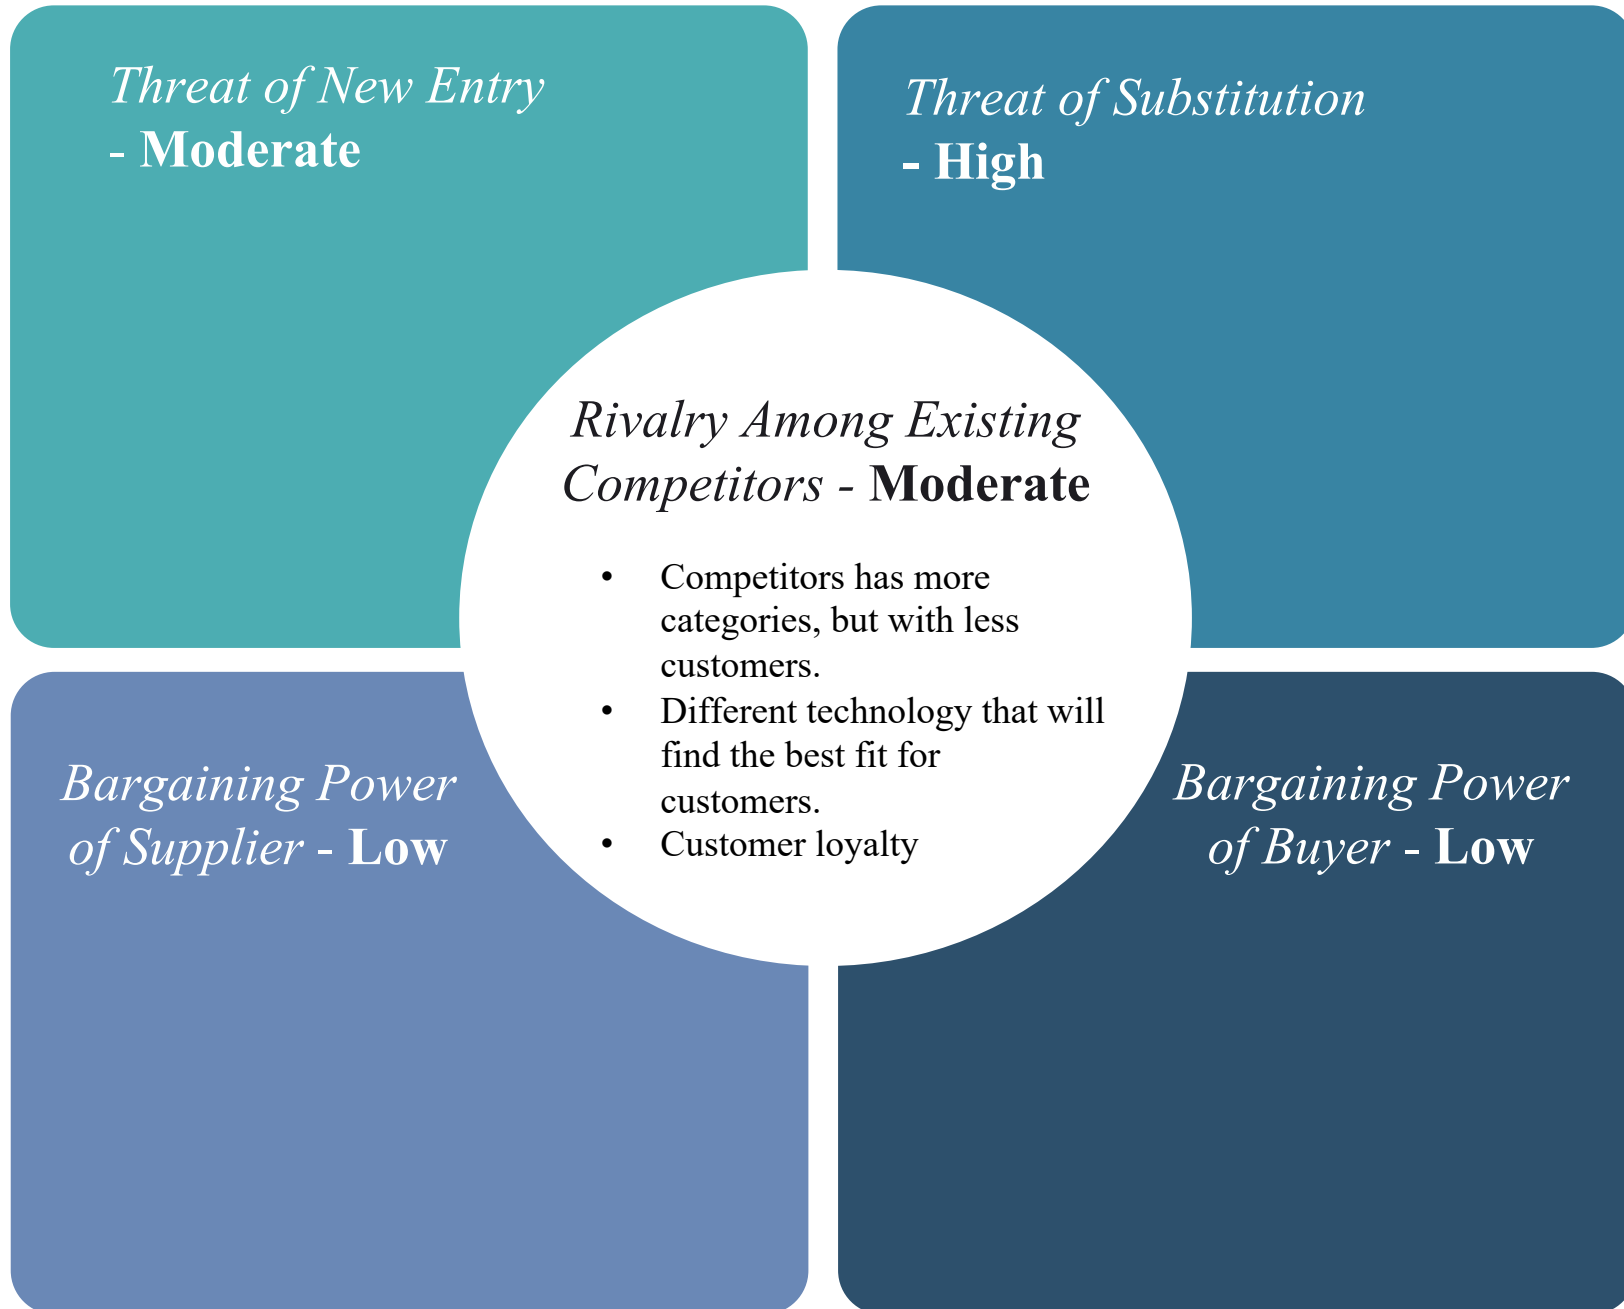 Threat of New Entry
- Moderate
Threat of Substitution
- High
Rivalry Among Existing
Competitors - Moderate
• Competitors has more
categories, but with less
customers.
• Different technology that will
find the best fit for
customers.
• Customer loyalty
Bargaining Power
of Supplier - Low
Bargaining Power
of Buyer - Low